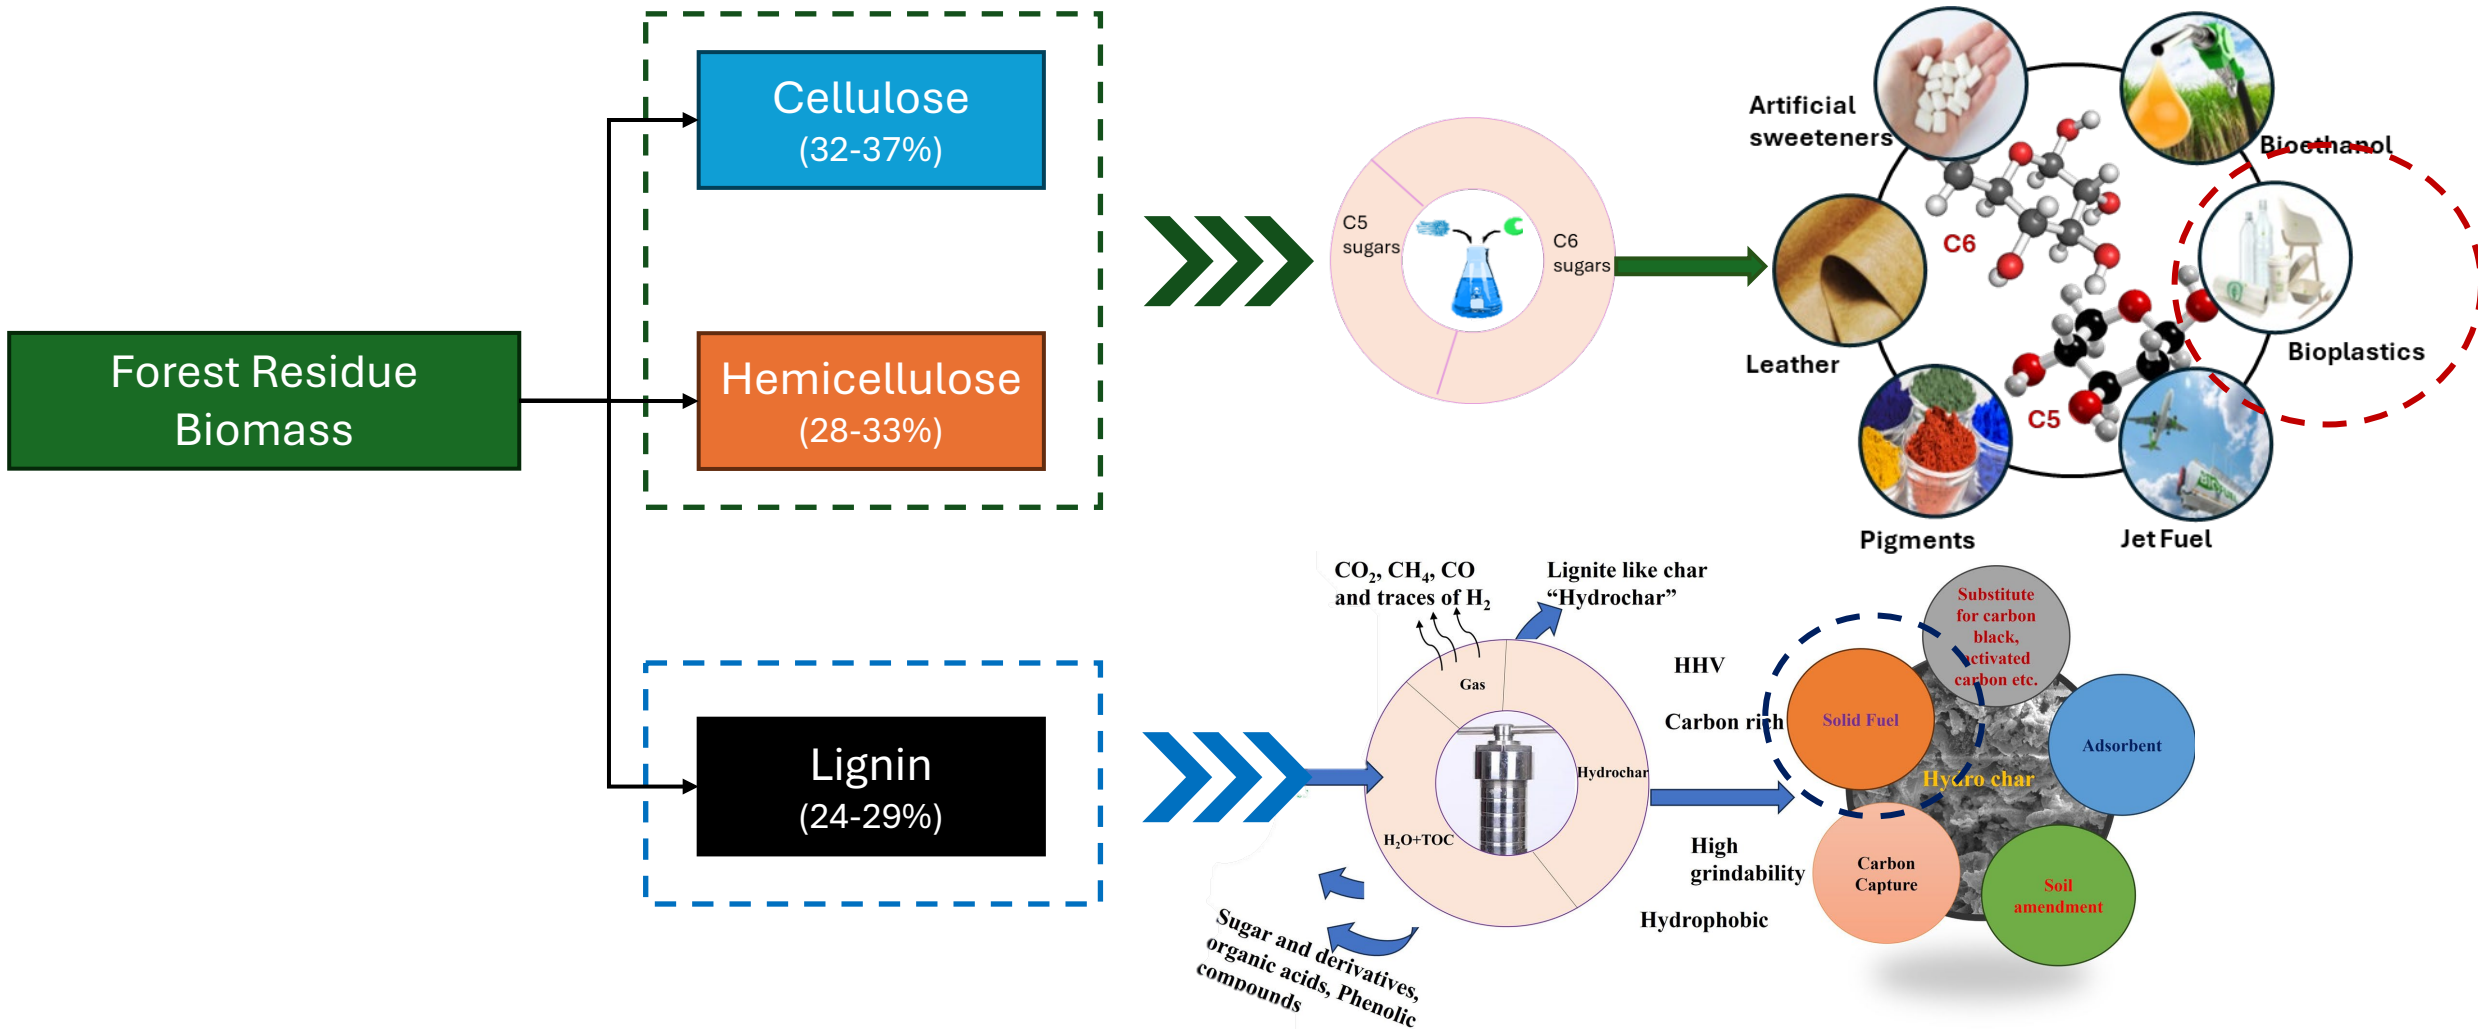 Forest Residue
Biomass
Cellulose
(32-37%)
Hemicellulose
(28-33%)
Lignin
(24-29%)
C5
sugars
C6
sugars
Artificial
sweeteners
Bioethanol
C6
Leather
Bioplastics
C5
Pigments
Jet Fuel
CO₂, CH₄, CO
and traces of H₂
Lignite like char
“Hydrochar”
Gas
Hydrochar
H₂O+TOC
Sugar and derivatives,
organic acids, Phenolic
compounds
HHV
Carbon rich
High
grindability
Hydrophobic
Substitute
for carbon
black,
activated
carbon etc.
Solid Fuel
Adsorbent
Hydro char
Carbon
Capture
Soil
amendment